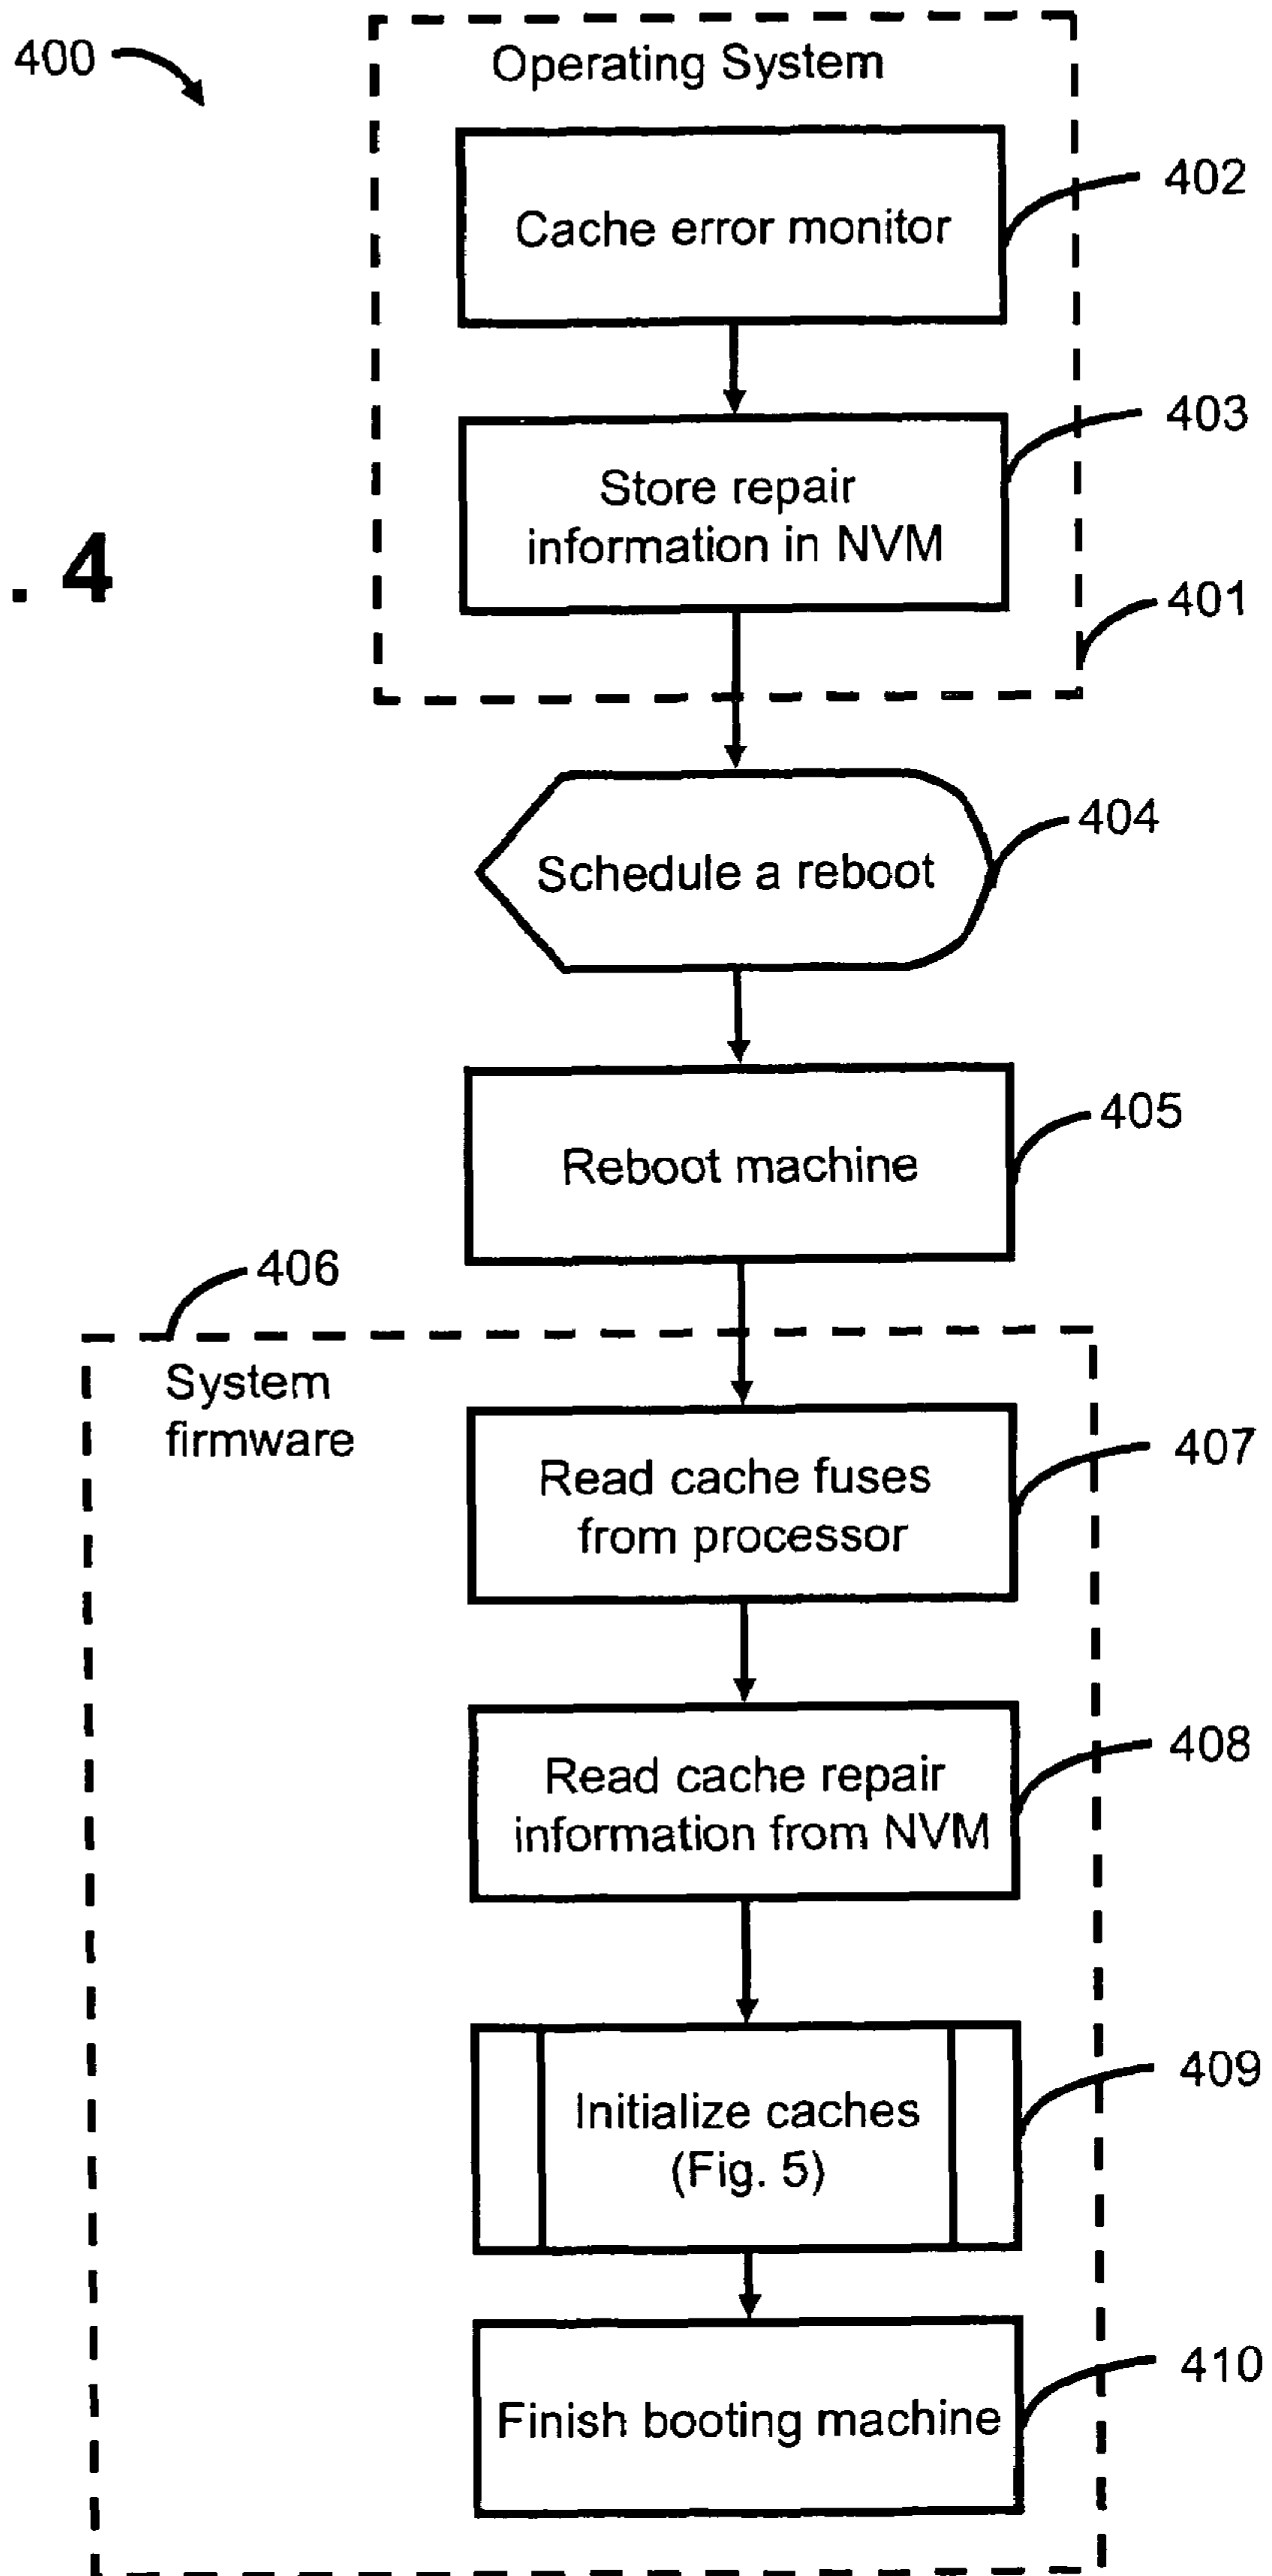 400
Operating System
Cache error monitor
402
Store repair
information in NVM
403
. 4
401
Schedule a reboot
404
Reboot machine
405
406
System
firmware
Read cache fuses
from processor
407
Read cache repair
information from NVM
408
Initialize caches
(Fig. 5)
409
Finish booting machine
410